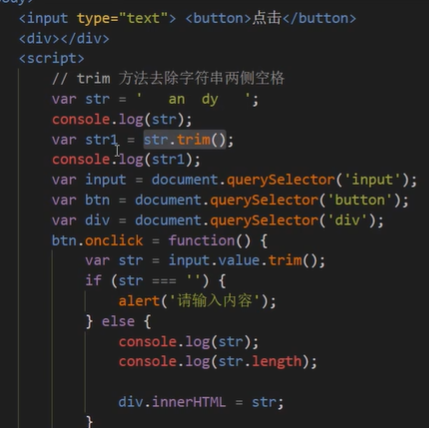 <input type="text"> <button>点击</button>
<div></div>
<script>
// trim 方法去除字符串两侧空格
var str = '   an  dy   ';
console.log(str);
var str1 = str.trim();
console.log(str1);
var input = document.querySelector('input');
var btn = document.querySelector('button');
var div = document.querySelector('div');
btn.onclick = function() {
var str = input.value.trim();
if (str === '') {
alert('请输入内容');
} else {
console.log(str);
console.log(str.length);
div.innerHTML = str;
}